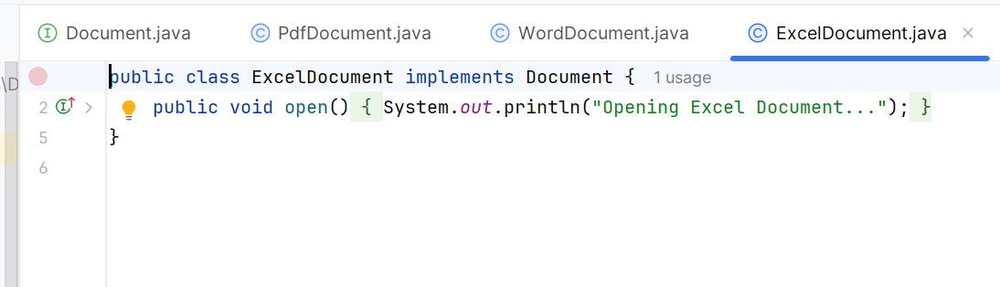 Document.java PdfDocument.java WordDocument.java ExcelDocument.java
\D public class ExcelDocument implements Document { 1 usage
2 public void open() { System.out.println("Opening Excel Document..."); }
5 }
6